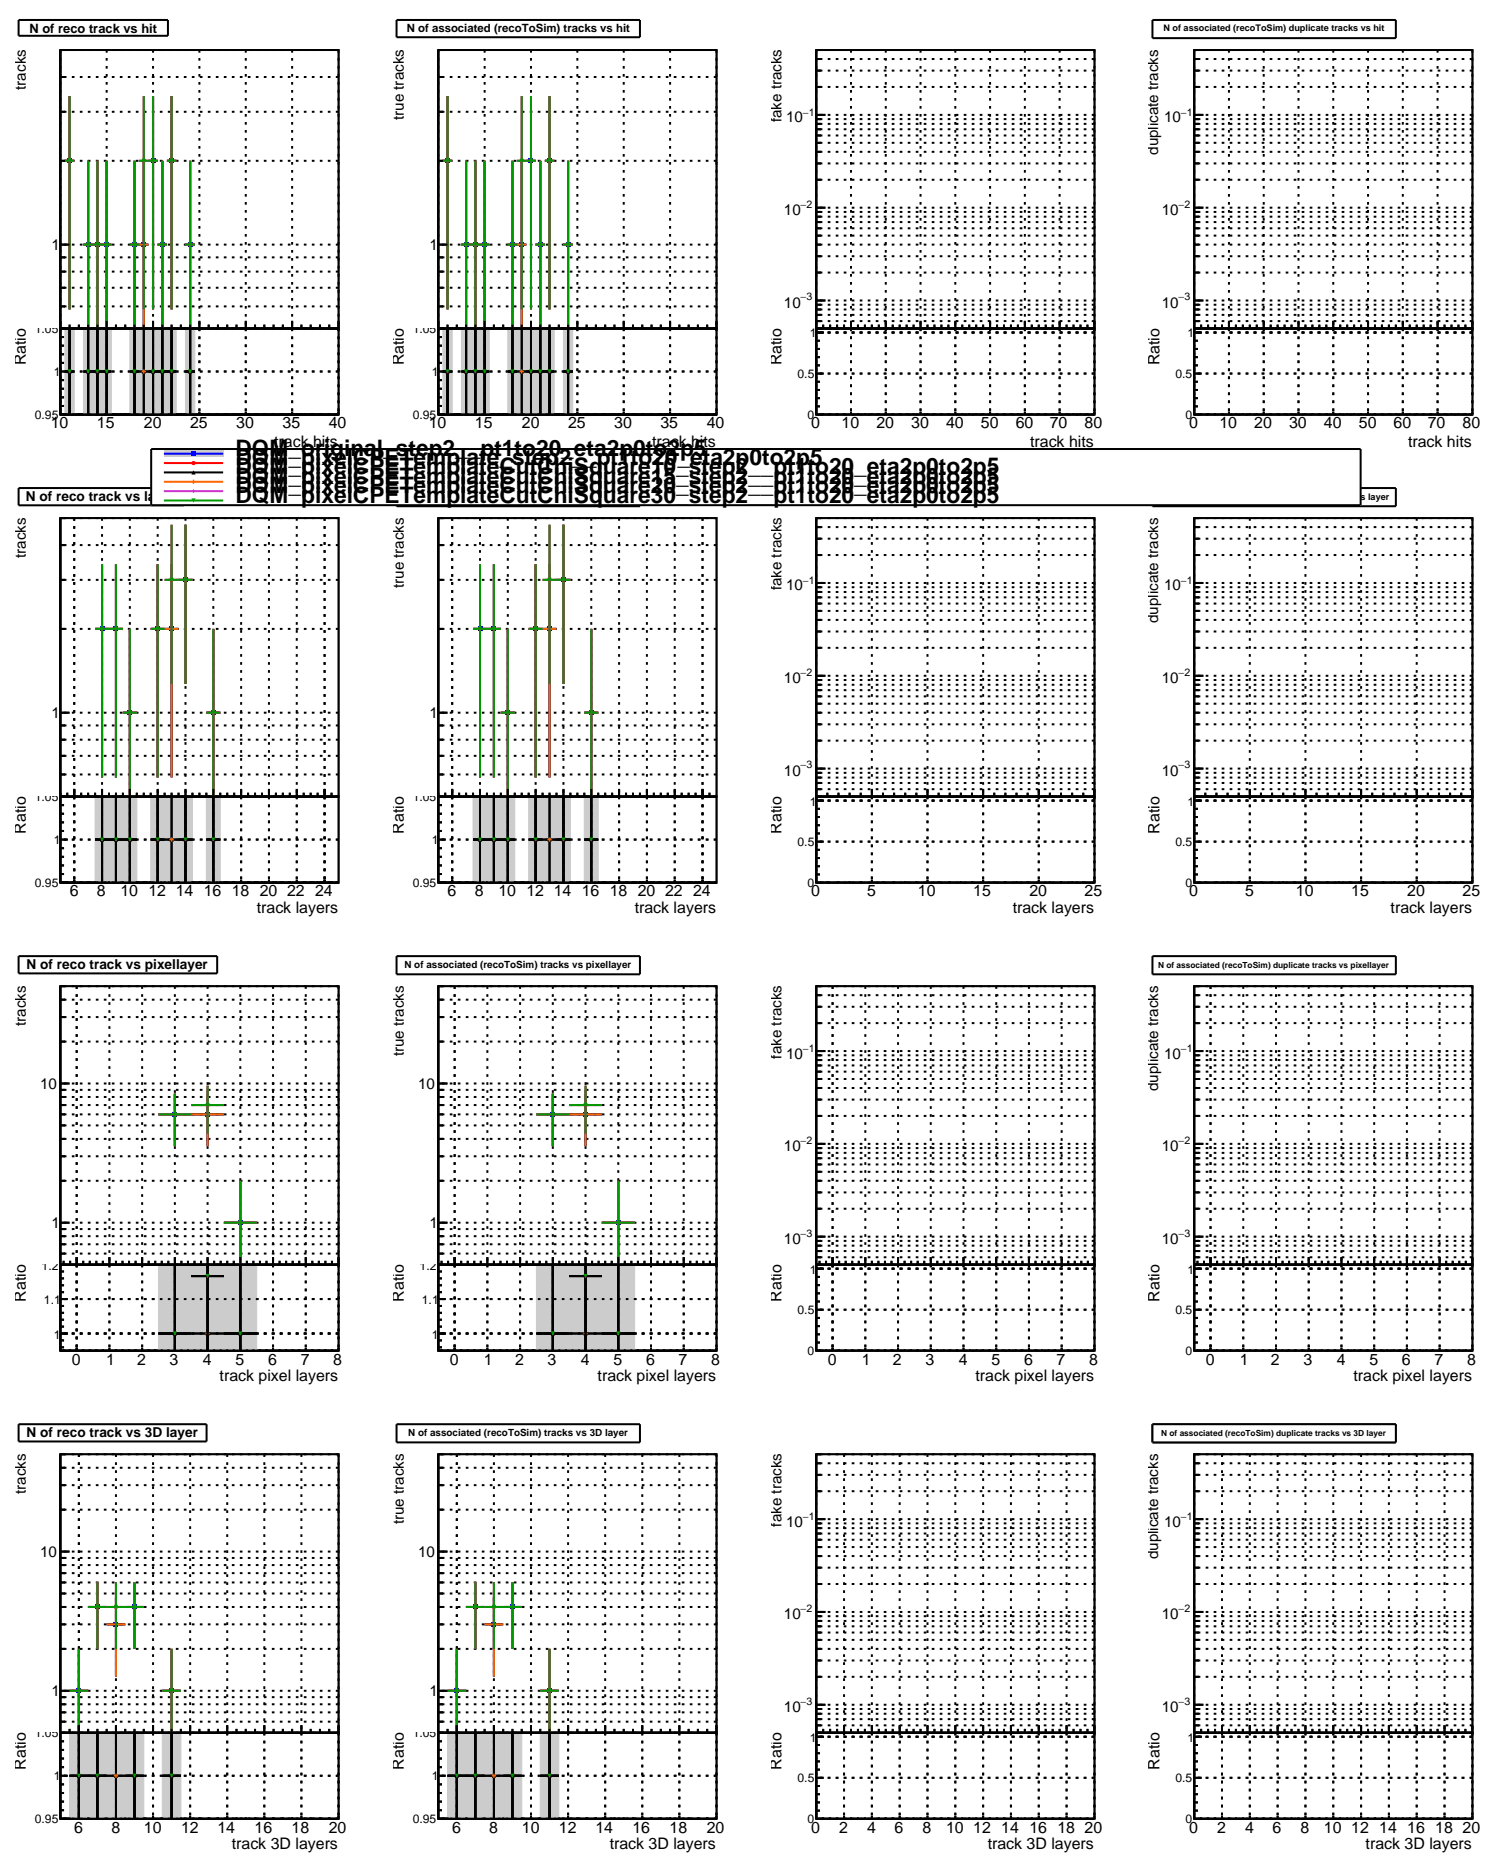 N of reco track vs hit
N of associated (recoToSim) tracks vs hit
N of associated (recoToSim) duplicate tracks vs hit
tracks
true tracks
fake tracks
duplicate tracks
1
1
10−1
10−2
10−3
10−1
10−2
10−3
Ratio
1.05
1
0.95
Ratio
1.05
1
0.95
Ratio
1
0.5
0
Ratio
1
0.5
0
10 15 20 25 30 35 40
10 15 20 25 30 35 40
0 10 20 30 40 50 60 70 80
0 10 20 30 40 50 60 70 80
track hits
track hits
track hits
track hits
DQM_original_step2__pt1to20_eta2p0to2p5
DQM_pixelCPETemplate_step2__pt1to20_eta2p0to2p5
DQM_pixelCPETemplateCutChiSquare10_step2__pt1to20_eta2p0to2p5
DQM_pixelCPETemplateCutChiSquare30_step2__pt1to20_eta2p0to2p5
N of reco track vs la
s layer
tracks
true tracks
fake tracks
duplicate tracks
1
1
10−1
10−2
10−3
10−1
10−2
10−3
Ratio
1.05
1
0.95
Ratio
1.05
1
0.95
Ratio
1
0.5
0
Ratio
1
0.5
0
6 8 10 12 14 16 18 20 22 24
6 8 10 12 14 16 18 20 22 24
0 5 10 15 20 25
0 5 10 15 20 25
track layers
track layers
track layers
track layers
N of reco track vs pixellayer
N of associated (recoToSim) tracks vs pixellayer
N of associated (recoToSim) duplicate tracks vs pixellayer
tracks
true tracks
fake tracks
duplicate tracks
10
1
10
1
10−1
10−2
10−3
10−1
10−2
10−3
Ratio
1.2
1.1
1
Ratio
1.2
1.1
1
Ratio
1
0.5
0
Ratio
1
0.5
0
0 1 2 3 4 5 6 7 8
0 1 2 3 4 5 6 7 8
0 1 2 3 4 5 6 7 8
0 1 2 3 4 5 6 7 8
track pixel layers
track pixel layers
track pixel layers
track pixel layers
N of reco track vs 3D layer
N of associated (recoToSim) tracks vs 3D layer
N of associated (recoToSim) duplicate tracks vs 3D layer
tracks
true tracks
fake tracks
duplicate tracks
10
1
10
1
10−1
10−2
10−3
10−1
10−2
10−3
Ratio
1.05
1
0.95
Ratio
1.05
1
0.95
Ratio
1
0.5
0
Ratio
1
0.5
0
6 8 10 12 14 16 18 20
6 8 10 12 14 16 18 20
0 2 4 6 8 10 12 14 16 18 20
0 2 4 6 8 10 12 14 16 18 20
track 3D layers
track 3D layers
track 3D layers
track 3D layers